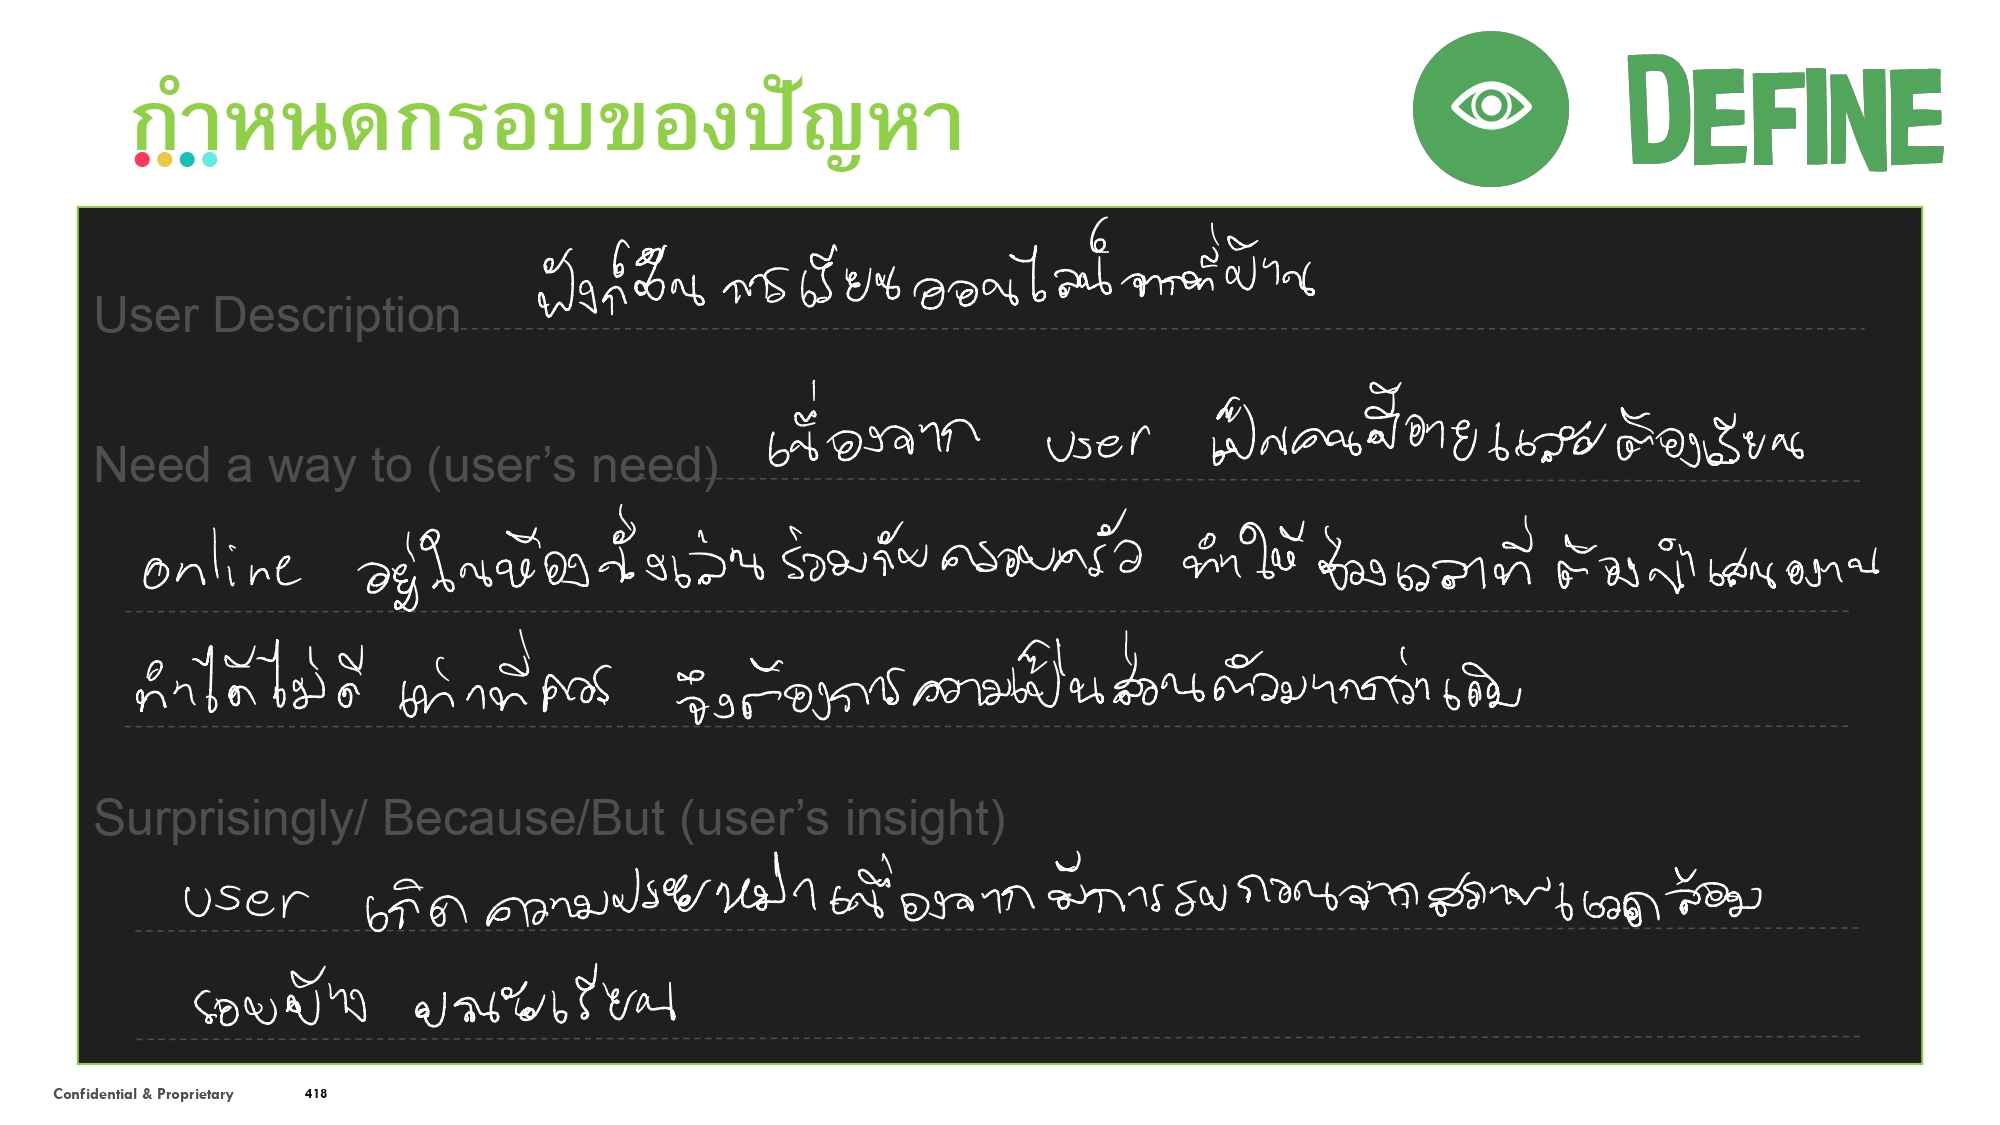 กำหนดกรอบของปัญหา
DEFINE
User Description ฟังก์ชัน การเรียนออนไลน์จากที่บ้าน
Need a way to (user's need) เนื่องจาก user เป็นคนขี้อายและต้องเรียน
online อยู่ในห้องนั่งเล่น ร่วมกับครอบครัว ทำให้ ช่วงเวลาที่ ต้องนำเสนองาน
ทำได้ไม่ดี เท่าที่ควร จึงต้องการความเป็นส่วนตัวมากกว่าเดิม
Surprisingly/ Because/But (user's insight)
user เกิด ความประหม่า เนื่องจาก มีการรบกวนจากสภาพแวดล้อม
รอบข้าง ขณะเรียน
Confidential & Proprietary 418